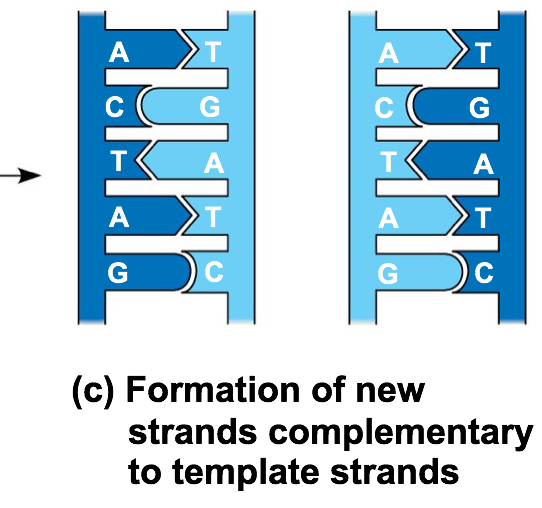 A T A T
C G C G
T A T A
A T A T
G C G C
(c) Formation of new
strands complementary
to template strands